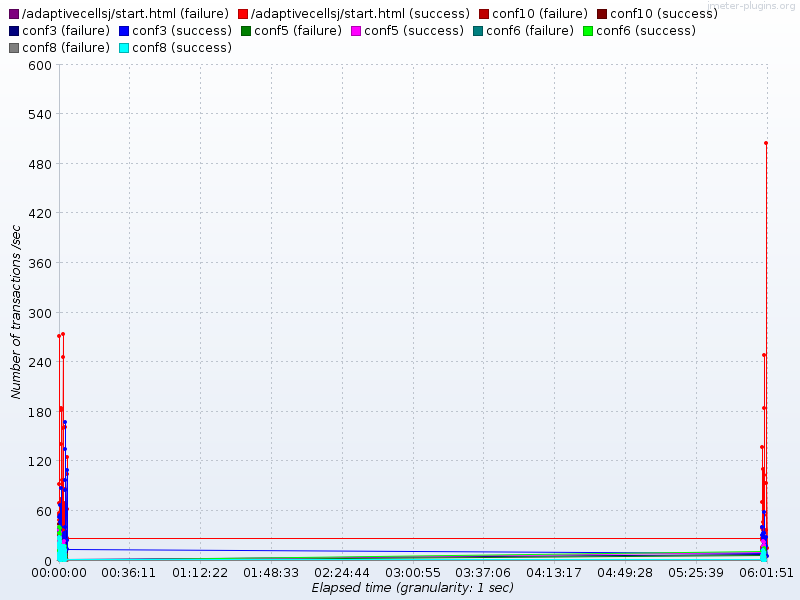 jmeter-plugins.org
/adaptivecellsj/start.html (failure) /adaptivecellsj/start.html (success) conf10 (failure) conf10 (success)
conf3 (failure) conf3 (success) conf5 (failure) conf5 (success) conf6 (failure) conf6 (success)
conf8 (failure) conf8 (success)
600
540
480
420
360
300
240
180
120
60
0
Number of transactions /sec
00:00:00 00:36:11 01:12:22 01:48:33 02:24:44 03:00:55 03:37:06 04:13:17 04:49:28 05:25:39 06:01:51
Elapsed time (granularity: 1 sec)